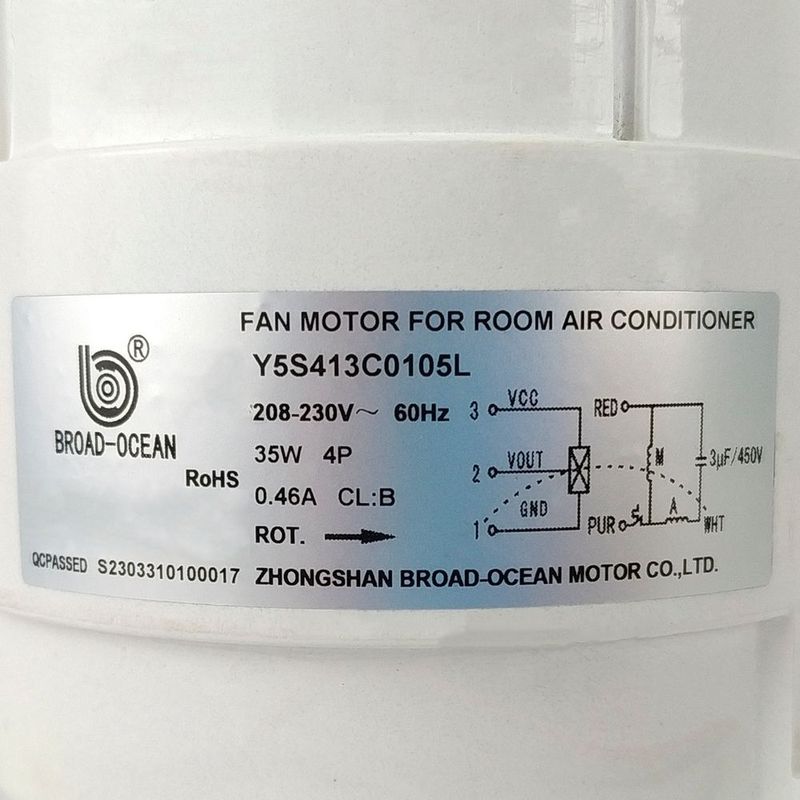 FAN MOTOR FOR ROOM AIR CONDITIONER
Y5S413C0105L
®
BROAD-OCEAN
RoHS
208-230V~ 60Hz
35W 4P
0.46A CL:B
ROT.
3 VCC
2 VOUT
1 GND
RED
M
3μF/450V
PUR
A
WHT
QCPASSED S2303310100017
ZHONGSHAN BROAD-OCEAN MOTOR CO.,LTD.